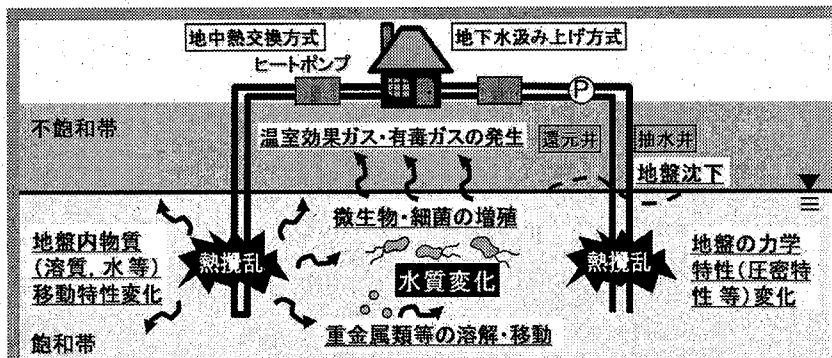 地中熱交換方式
地下水汲み上げ方式
ヒートポンプ
P
不飽和帯
温室効果ガス・有毒ガスの発生
還元井
抽水井
地盤沈下
微生物・細菌の増殖
地盤内物質
(溶質,水等)
移動特性変化
熱攪乱
水質変化
熱攪乱
地盤の力学
特性(圧密特
性 等)変化
重金属類等の溶解・移動
飽和帯